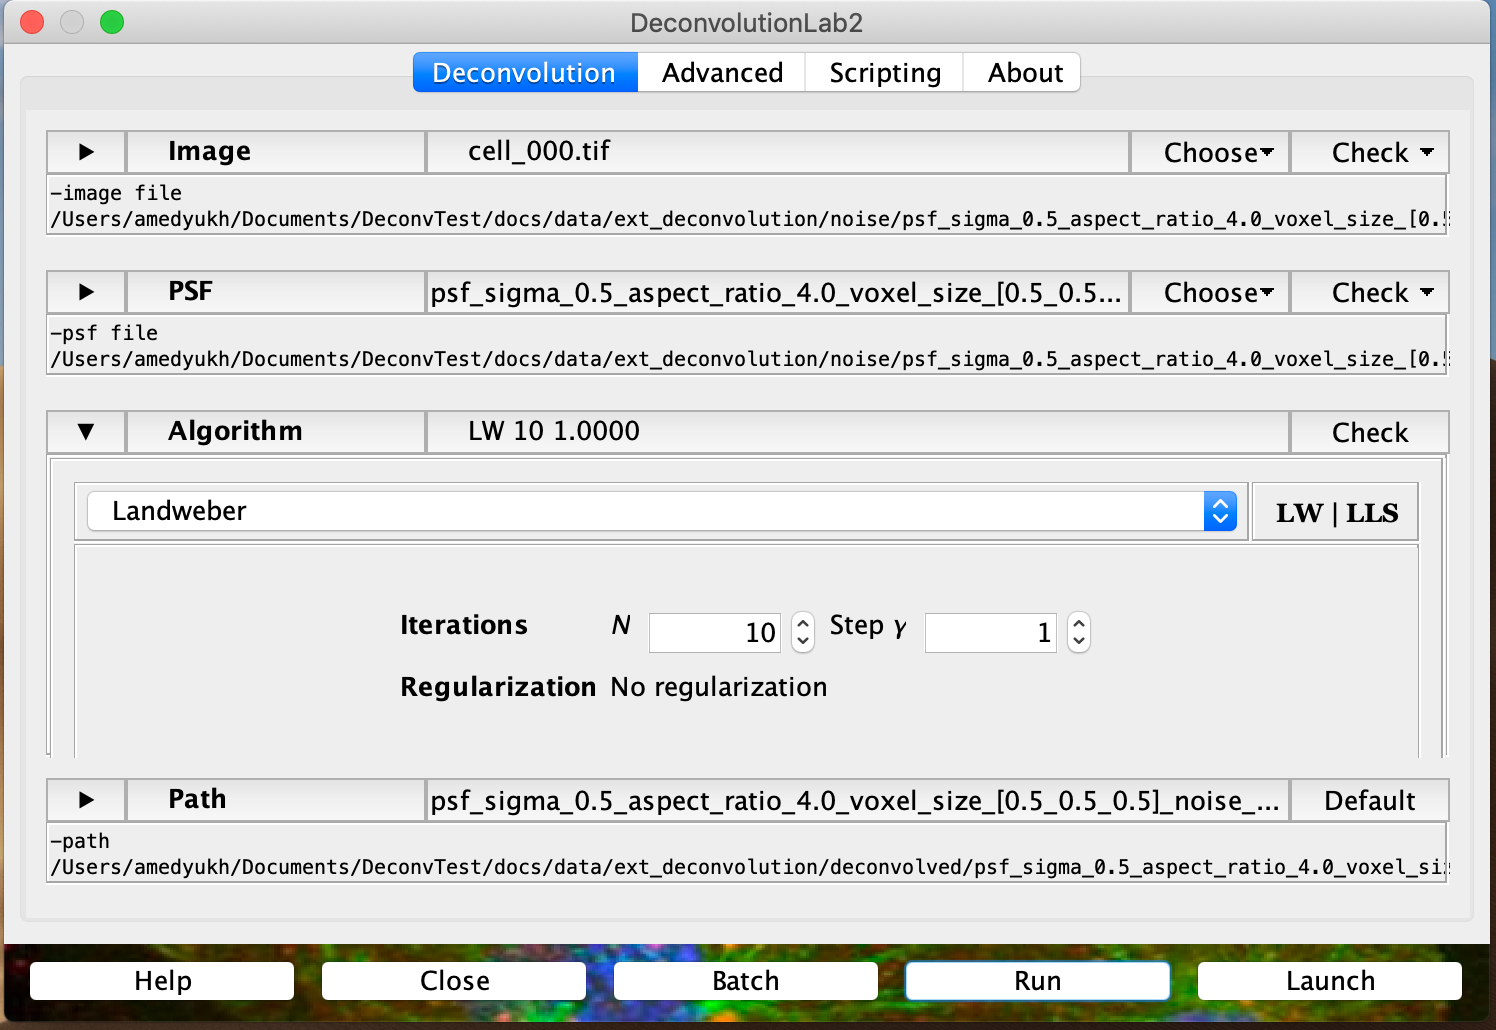 DeconvolutionLab2
Deconvolution Advanced Scripting About
Image cell_000.tif Choose Check
-image file
/Users/amedyukh/Documents/DeconvTest/docs/data/ext_deconvolution/noise/psf_sigma_0.5_aspect_ratio_4.0_voxel_size_[0.5
PSF psf_sigma_0.5_aspect_ratio_4.0_voxel_size_[0.5_0.5... Choose Check
-psf file
/Users/amedyukh/Documents/DeconvTest/docs/data/ext_deconvolution/noise/psf_sigma_0.5_aspect_ratio_4.0_voxel_size_[0.5
Algorithm LW 10 1.0000 Check
Landweber LW | LLS
Iterations N 10 Step γ 1
Regularization No regularization
Path psf_sigma_0.5_aspect_ratio_4.0_voxel_size_[0.5_0.5_0.5]_noise_... Default
-path
/Users/amedyukh/Documents/DeconvTest/docs/data/ext_deconvolution/deconvolved/psf_sigma_0.5_aspect_ratio_4.0_voxel_si
Help Close Batch Run Launch